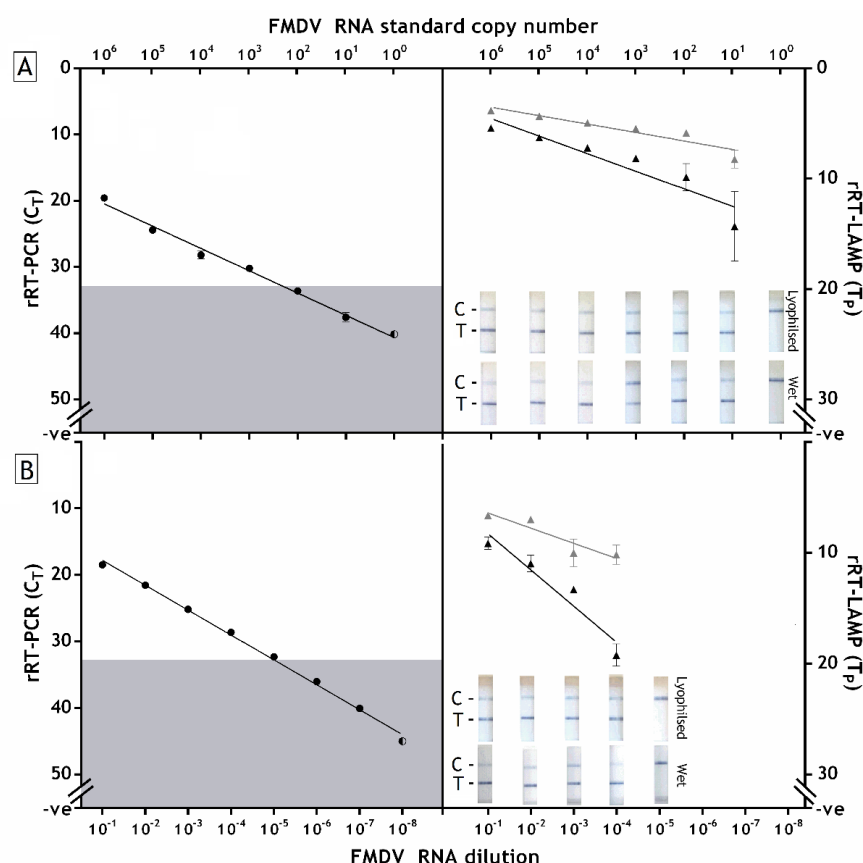 FMDV RNA standard copy number
10⁶ 10⁵ 10⁴ 10³ 10² 10¹ 10⁰ 10⁶ 10⁵ 10⁴ 10³ 10² 10¹ 10⁰
A
0
10
20
30
40
50
-ve
rRT-PCR (CT)
0
10
20
30
-ve
rRT-LAMP (TP)
C -
T -
Lyophilsed
C -
T -
Wet
B
10
20
30
40
50
-ve
rRT-PCR (CT)
10
20
30
-ve
rRT-LAMP (TP)
C -
T -
Lyophilsed
C -
T -
Wet
10⁻¹ 10⁻² 10⁻³ 10⁻⁴ 10⁻⁵ 10⁻⁶ 10⁻⁷ 10⁻⁸ 10⁻¹ 10⁻² 10⁻³ 10⁻⁴ 10⁻⁵ 10⁻⁶ 10⁻⁷ 10⁻⁸
FMDV RNA dilution